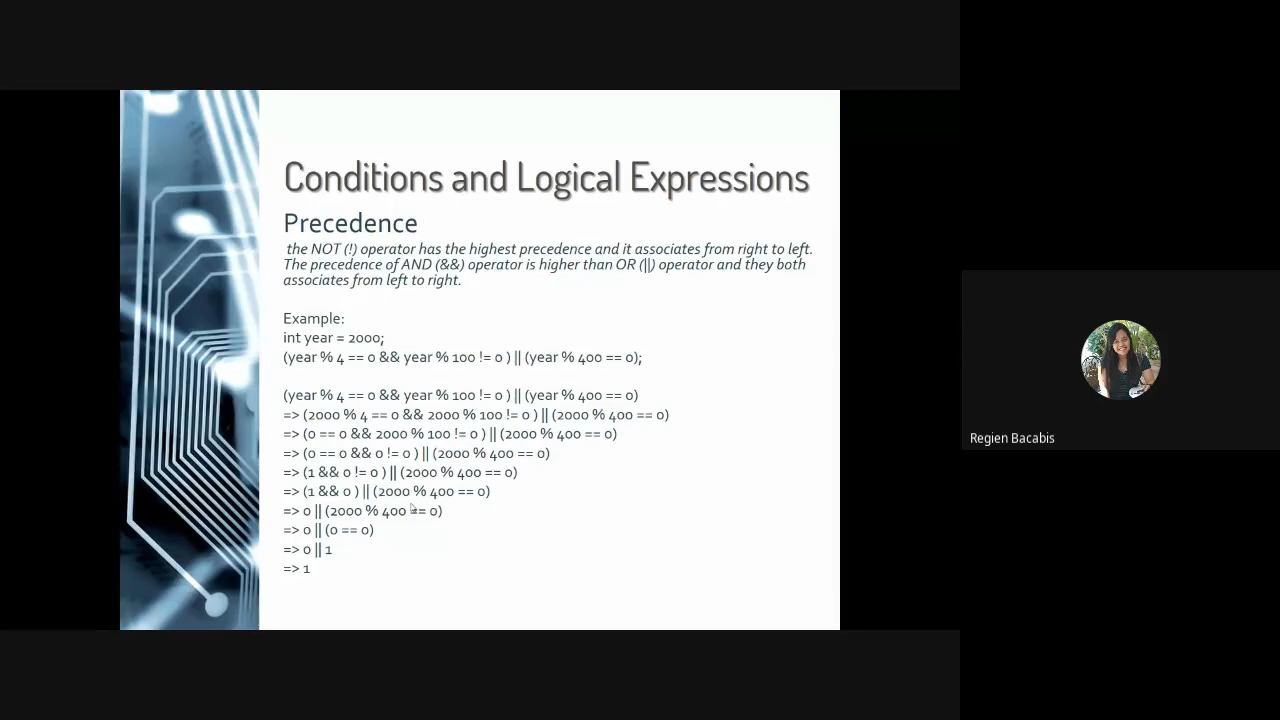 Conditions and Logical Expressions
Precedence
the NOT (!) operator has the highest precedence and it associates from right to left.
The precedence of AND (&&) operator is higher than OR (||) operator and they both
associates from left to right.
Example:
int year = 2000;
(year % 4 == 0 && year % 100 != 0 ) || (year % 400 == 0);
(year % 4 == 0 && year % 100 != 0 ) || (year % 400 == 0)
=> (2000 % 4 == 0 && 2000 % 100 != 0 ) || (2000 % 400 == 0)
=> (0 == 0 && 2000 % 100 != 0 ) || (2000 % 400 == 0)
=> (0 == 0 && 0 != 0 ) || (2000 % 400 == 0)
=> (1 && 0 != 0 ) || (2000 % 400 == 0)
=> (1 && 0 ) || (2000 % 400 == 0)
=> 0 || (2000 % 400 == 0)
=> 0 || (0 == 0)
=> 0 || 1
=> 1
Regien Bacabis